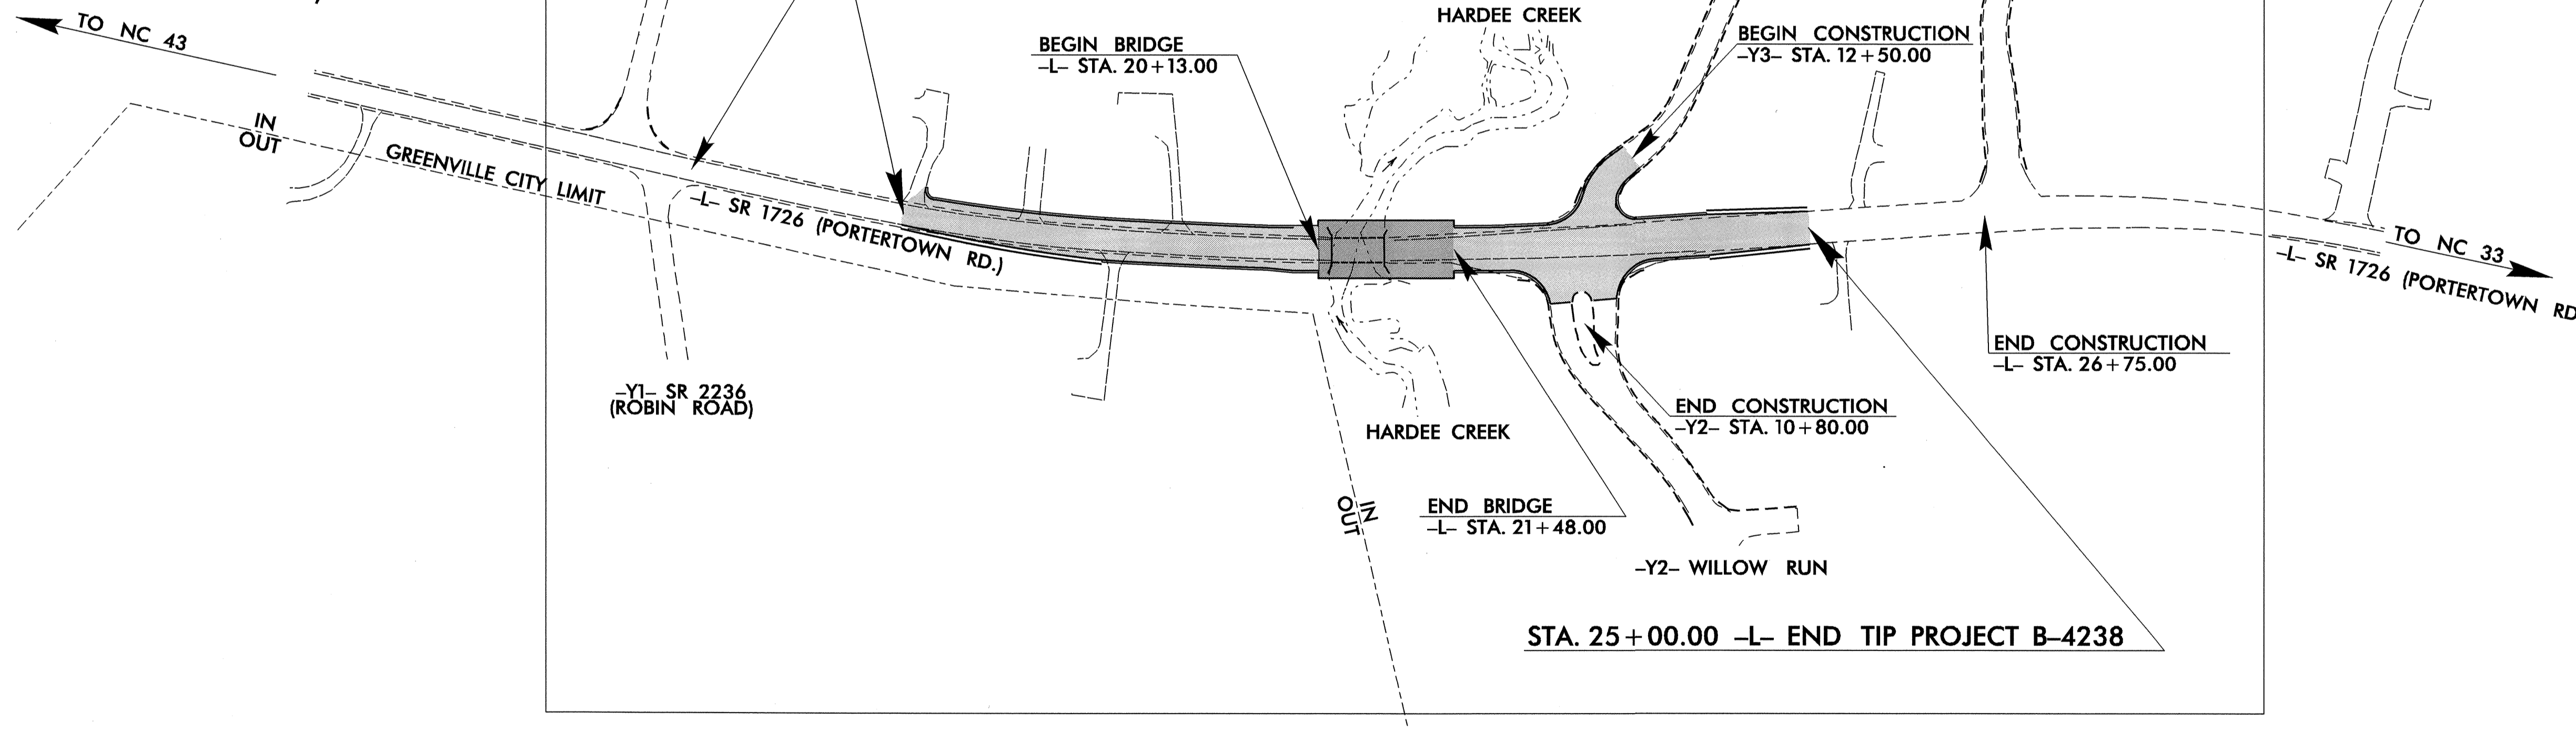 TO NC 43
HARDEE CREEK
BEGIN BRIDGE
–L– STA. 20+13.00
BEGIN CONSTRUCTION
–Y3– STA. 12+50.00
IN
OUT
GREENVILLE CITY LIMIT
–L– SR 1726 (PORTERTOWN RD.)
TO NC 33
–L– SR 1726 (PORTERTOWN RD
END CONSTRUCTION
–L– STA. 26+75.00
–Y1– SR 2236
(ROBIN ROAD)
END CONSTRUCTION
–Y2– STA. 10+80.00
HARDEE CREEK
IN
OUT
END BRIDGE
–L– STA. 21+48.00
–Y2– WILLOW RUN
STA. 25+00.00 –L– END TIP PROJECT B–4238